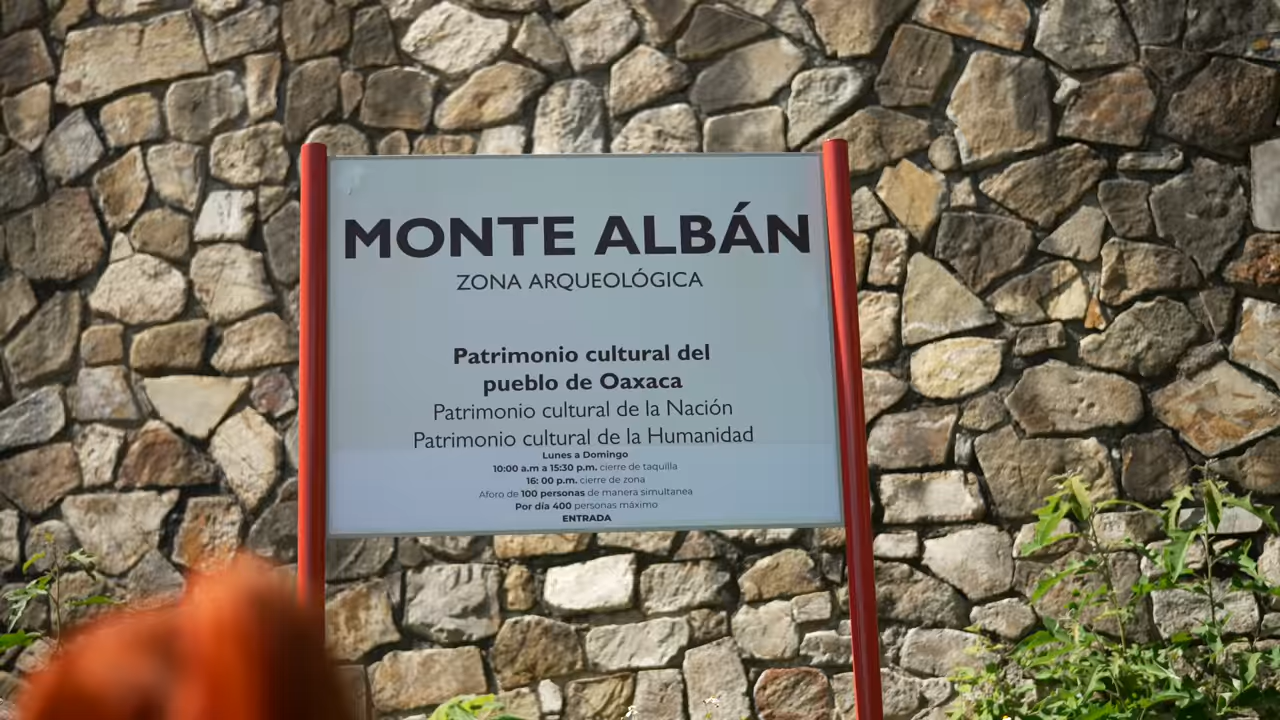 MONTE ALBÁN
ZONA ARQUEOLÓGICA
Patrimonio cultural del
pueblo de Oaxaca
Patrimonio cultural de la Nación
Patrimonio cultural de la Humanidad
Lunes a Domingo
10:00 a.m a 15:30 p.m. cierre de taquilla
16: 00 p.m. cierre de zona
Aforo de 100 personas de manera simultanea
Por día 400 personas máximo
ENTRADA